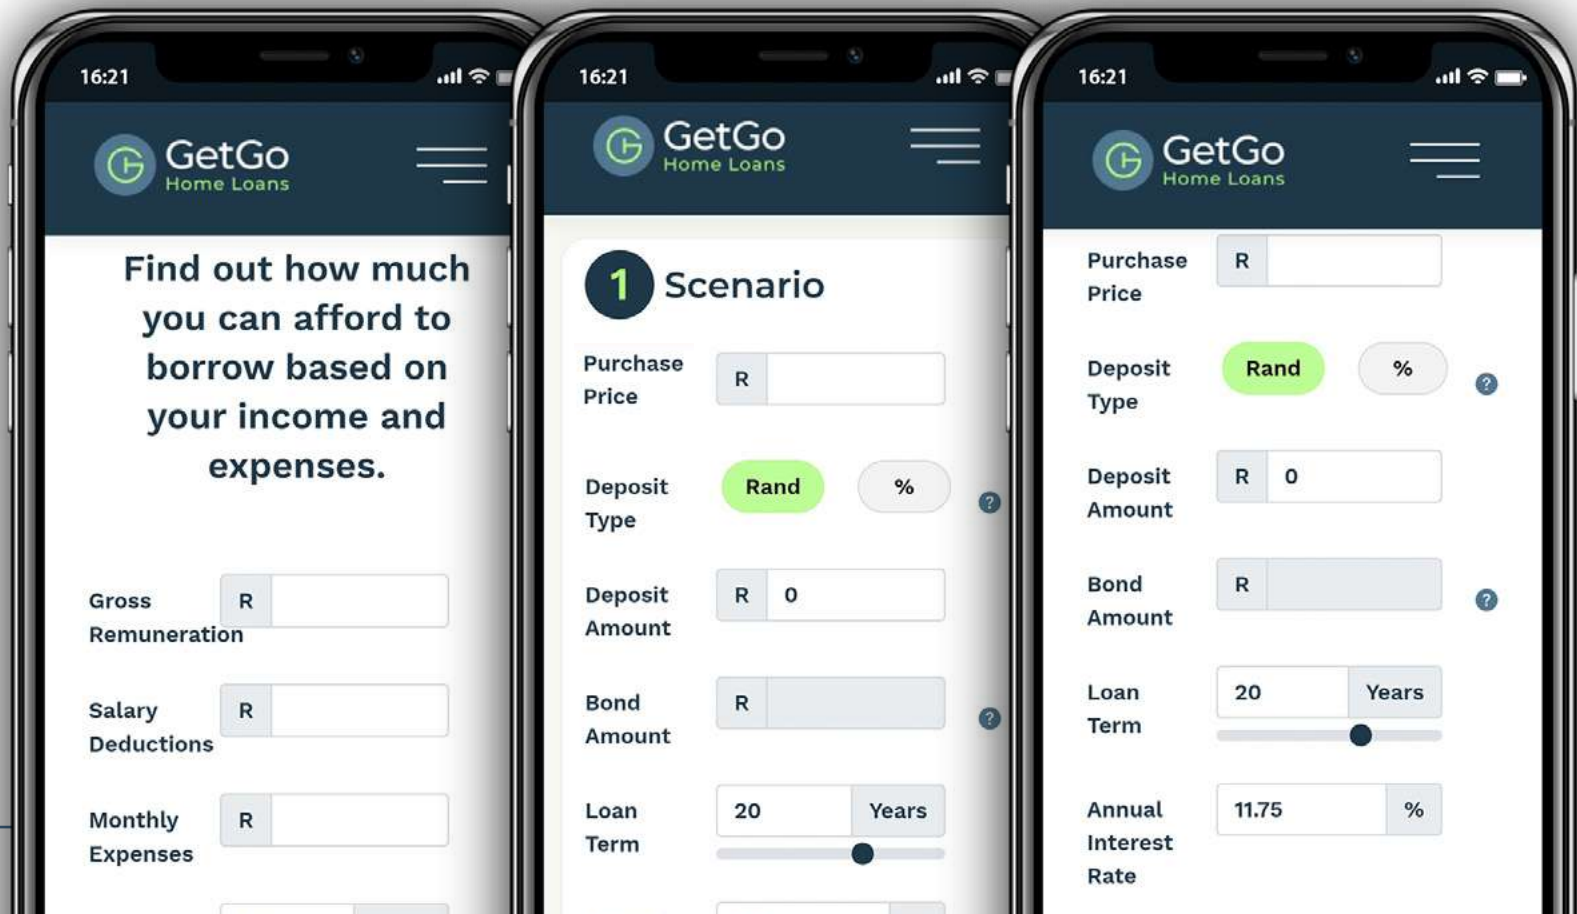 16:21
GetGo
Home Loans
Find out how much
you can afford to
borrow based on
your income and
expenses.
Gross
Remuneration
R
Salary
Deductions
R
Monthly
Expenses
R
16:21
GetGo
Home Loans
1 Scenario
Purchase
Price
R
Deposit
Type
Rand
%
?
Deposit
Amount
R 0
Bond
Amount
R
?
Loan
Term
20 Years
16:21
GetGo
Home Loans
Purchase
Price
R
Deposit
Type
Rand
%
?
Deposit
Amount
R 0
Bond
Amount
R
?
Loan
Term
20 Years
Annual
Interest
Rate
11.75 %